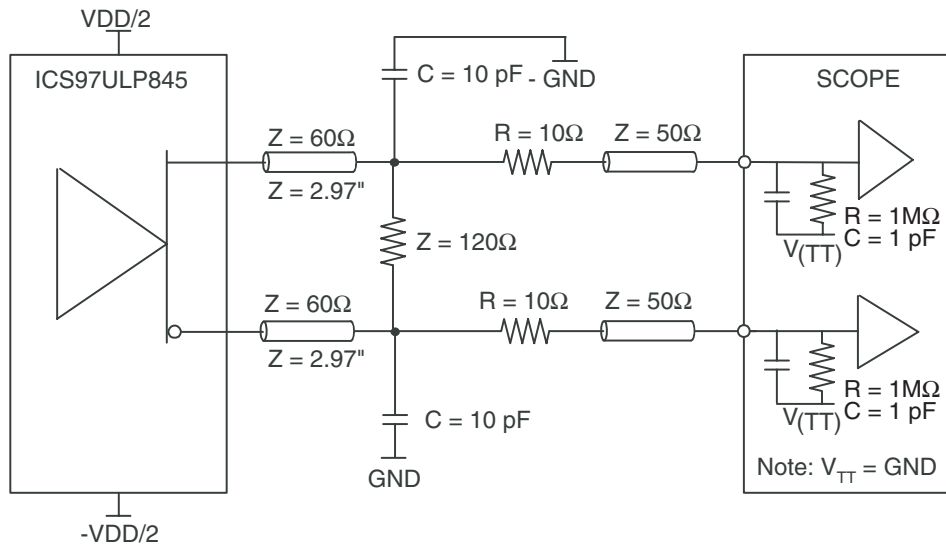 VDD/2
ICS97ULP845
C = 10 pF
- GND
SCOPE
Z = 60Ω
R = 10Ω
Z = 50Ω
Z = 2.97"
R = 1MΩ
C = 1 pF
V(TT)
Z = 120Ω
Z = 60Ω
R = 10Ω
Z = 50Ω
Z = 2.97"
R = 1MΩ
C = 1 pF
V(TT)
C = 10 pF
GND
Note: VTT = GND
-VDD/2